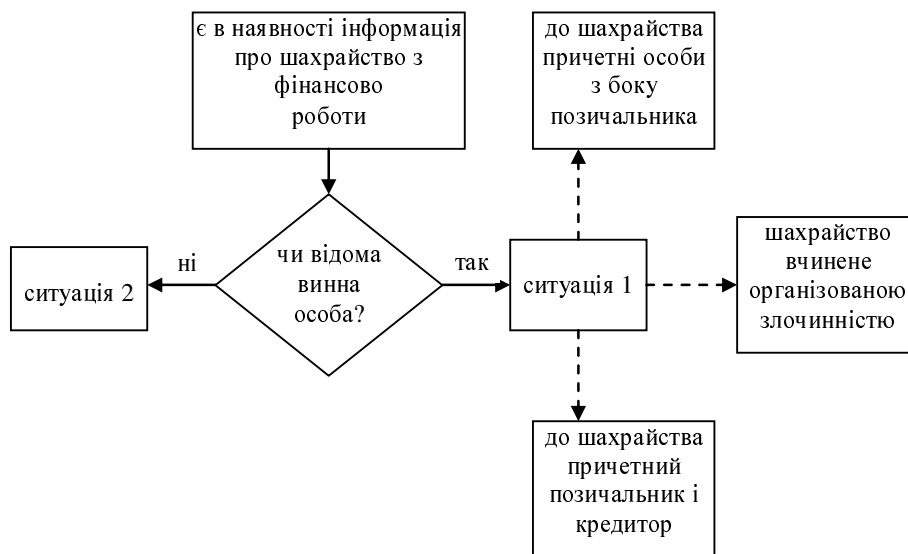 є в наявності інформація
про шахрайство з
фінансово
роботи
до шахрайства
причетні особи
з боку
позичальника
чи відома
винна
особа?
ні
так
ситуація 2
ситуація 1
шахрайство
вчинене
організованою
злочинністю
до шахрайства
причетний
позичальник і
кредитор